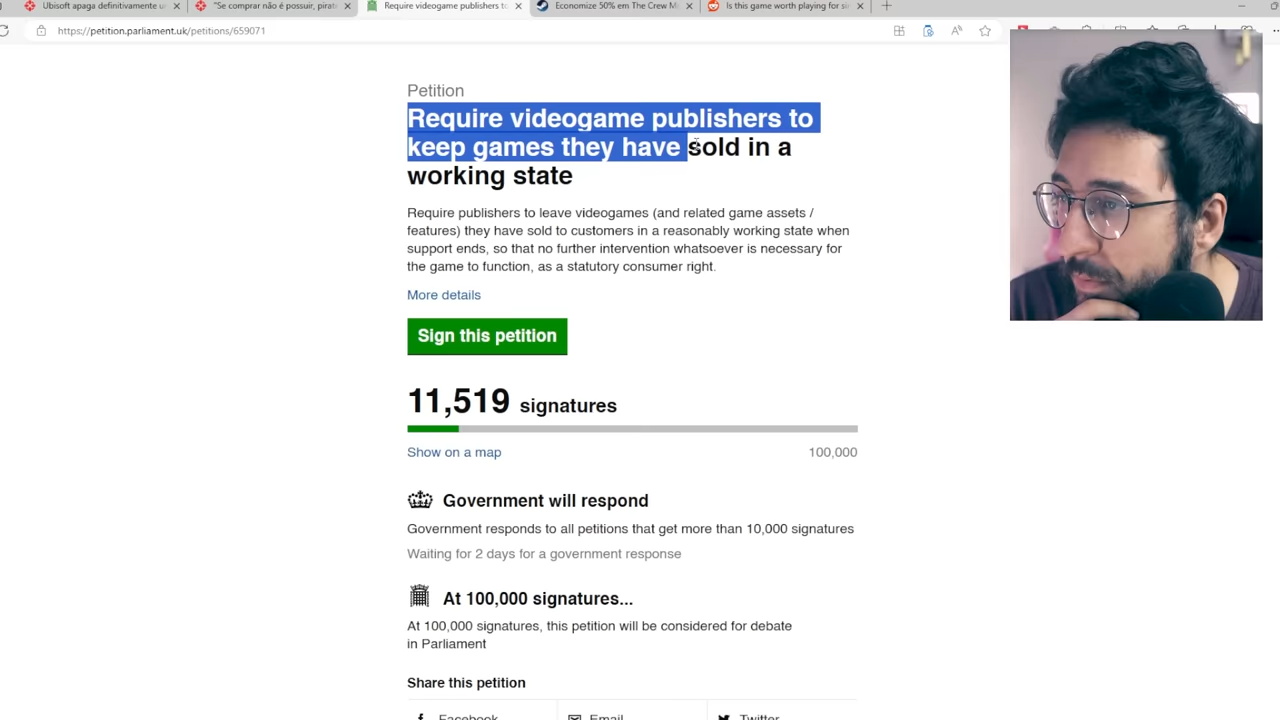 Ubisoft apaga definitivamente u
"Se comprar não é possuir, pirat
Require videogame publishers to
Economize 50% em The Crew M
Is this game worth playing for si
https://petition.parliament.uk/petitions/659071
Petition
Require videogame publishers to
keep games they have sold in a
working state
Require publishers to leave videogames (and related game assets /
features) they have sold to customers in a reasonably working state when
support ends, so that no further intervention whatsoever is necessary for
the game to function, as a statutory consumer right.
More details
Sign this petition
11,519 signatures
Show on a map
100,000
Government will respond
Government responds to all petitions that get more than 10,000 signatures
Waiting for 2 days for a government response
At 100,000 signatures...
At 100,000 signatures, this petition will be considered for debate
in Parliament
Share this petition
Facebook
Email
Twitter